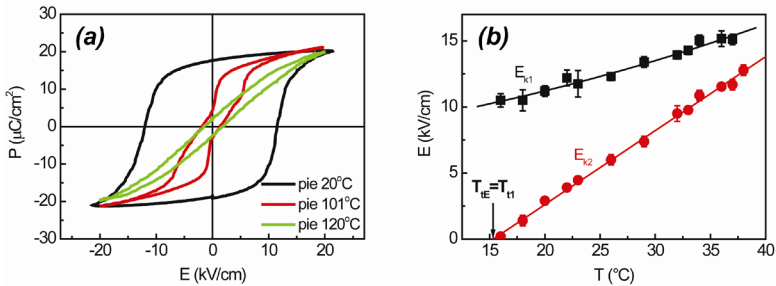 (a)
P (μC/cm²)
30
20
10
0
-10
-20
-30
-20
-10
0
10
20
E (kV/cm)
pie 20°C
pie 101°C
pie 120°C
(b)
E (kV/cm)
15
10
5
0
15
20
25
30
35
40
T (°C)
Ek1
Ek2
TtE=Tt1